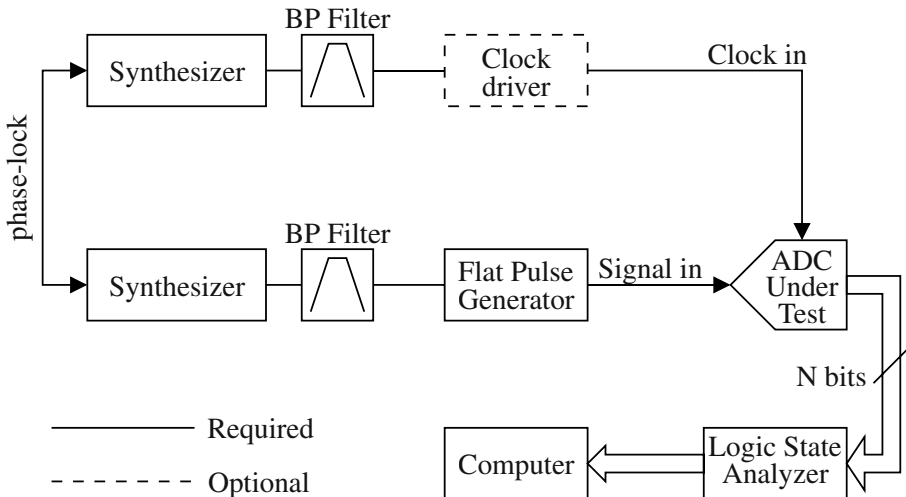 BP Filter
Synthesizer
Clock
driver
Clock in
phase-lock
BP Filter
Synthesizer
Flat Pulse
Generator
Signal in
ADC
Under
Test
N bits
Required
Optional
Computer
Logic State
Analyzer